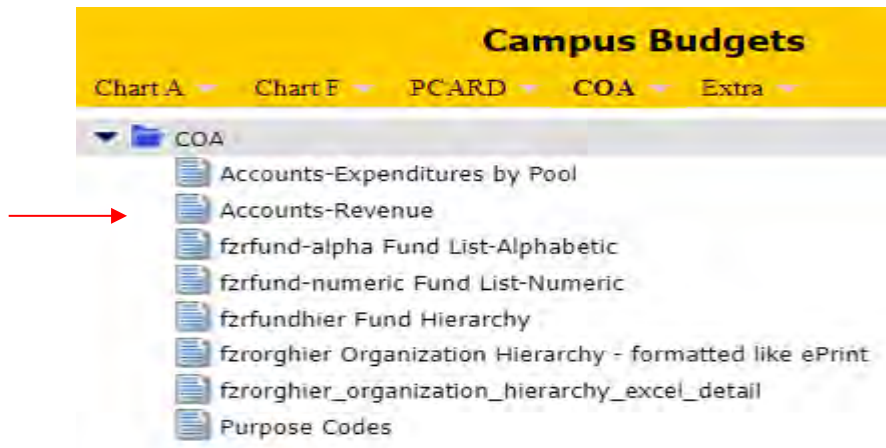 Campus Budgets
Chart A Chart F PCARD COA Extra
COA
Accounts-Expenditures by Pool
Accounts-Revenue
fzrfund-alpha Fund List-Alphabetic
fzrfund-numeric Fund List-Numeric
fzrfundhier Fund Hierarchy
fzrorghier Organization Hierarchy - formatted like ePrint
fzrorghier_organization_hierarchy_excel_detail
Purpose Codes